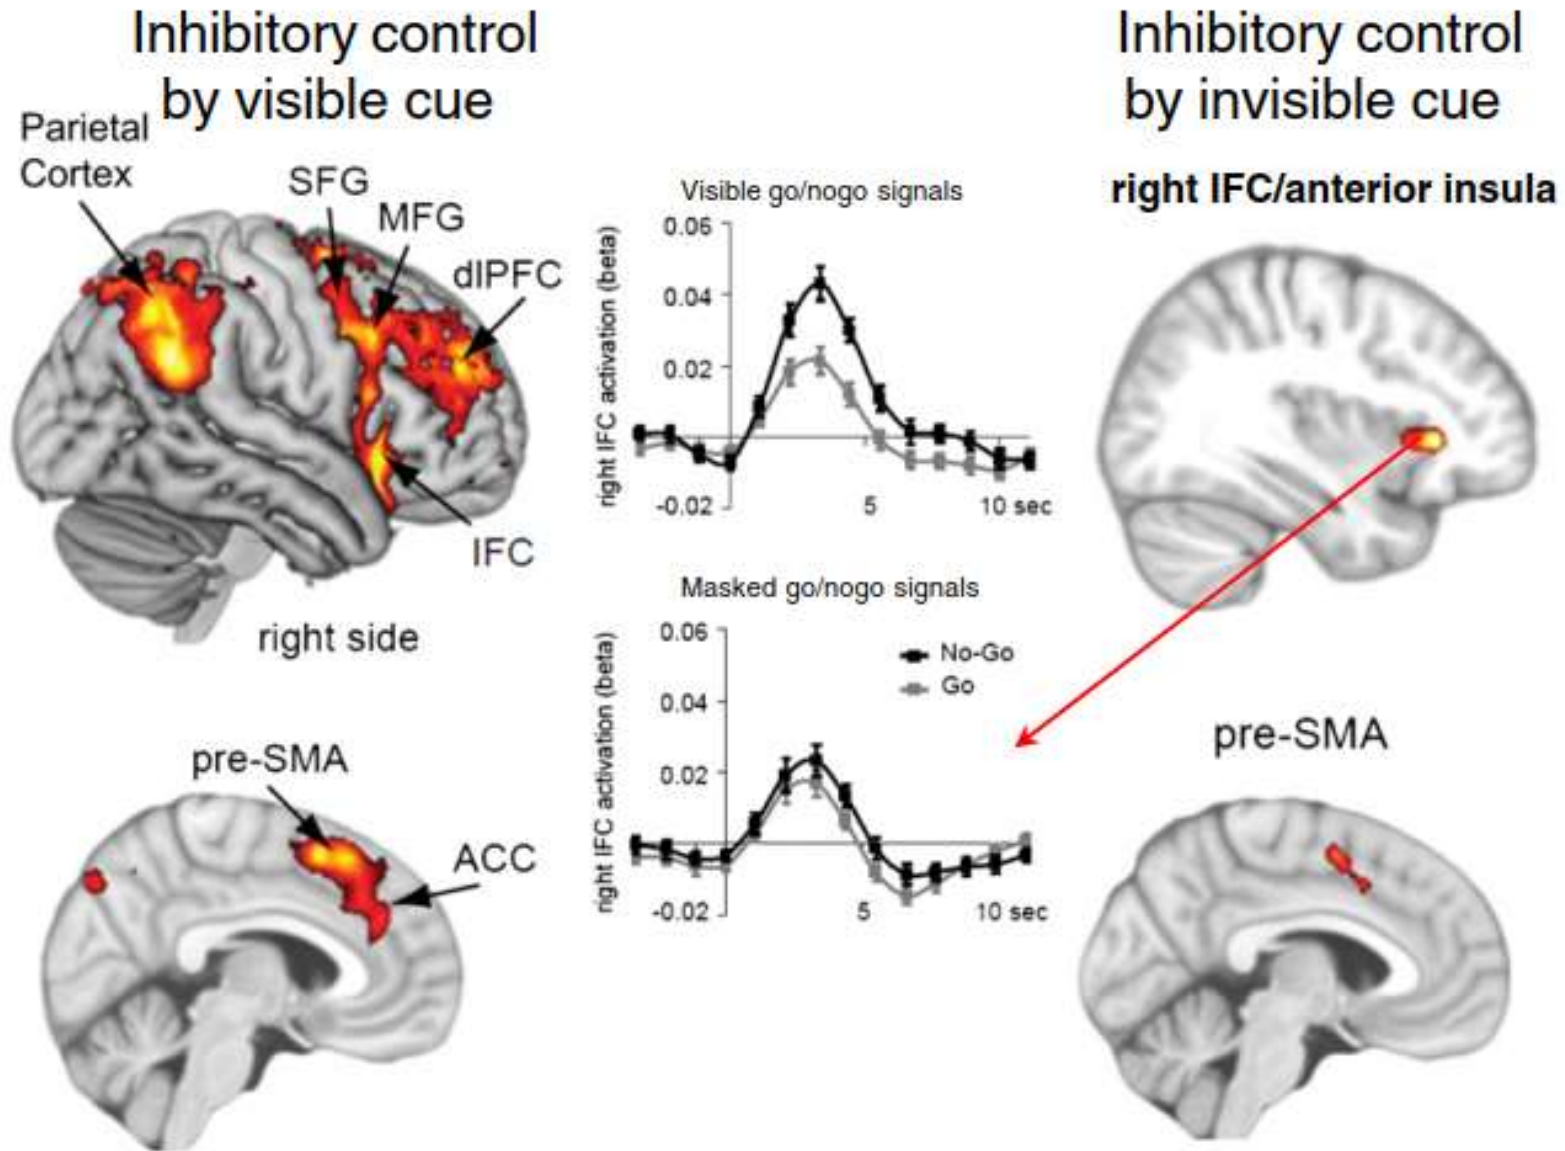 Inhibitory control
by visible cue
Parietal
Cortex
SFG
MFG
dlPFC
IFC
right side
pre-SMA
ACC
Visible go/nogo signals
right IFC activation (beta)
0.06
0.04
0.02
-0.02
5
10 sec
Masked go/nogo signals
right IFC activation (beta)
0.06
0.04
0.02
-0.02
5
10 sec
No-Go
Go
Inhibitory control
by invisible cue
right IFC/anterior insula
pre-SMA